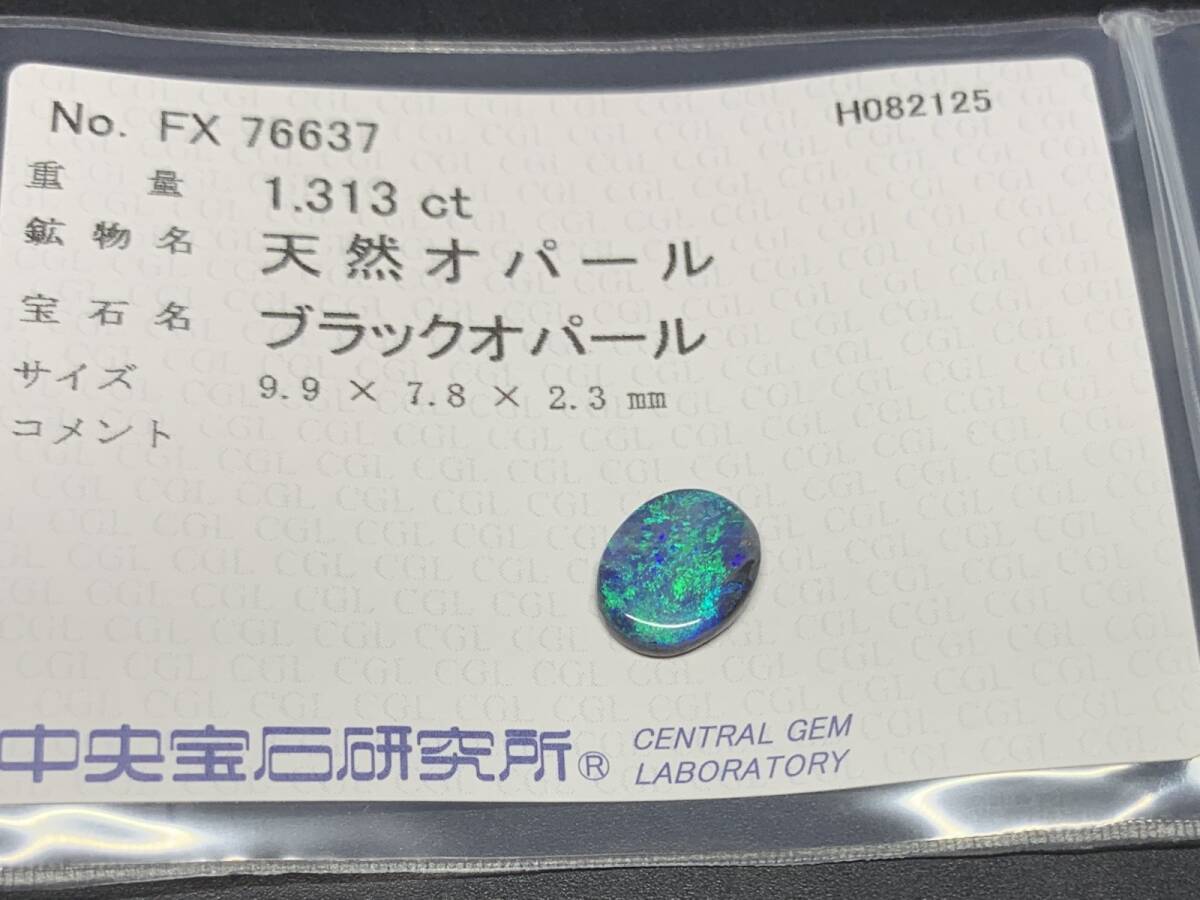 No. FX 76637 H082125
重量 1.313 ct
鉱物名 天然オパール
宝石名 ブラックオパール
サイズ 9.9 × 7.8 × 2.3 mm
コメント
中央宝石研究所® CENTRAL GEM
LABORATORY